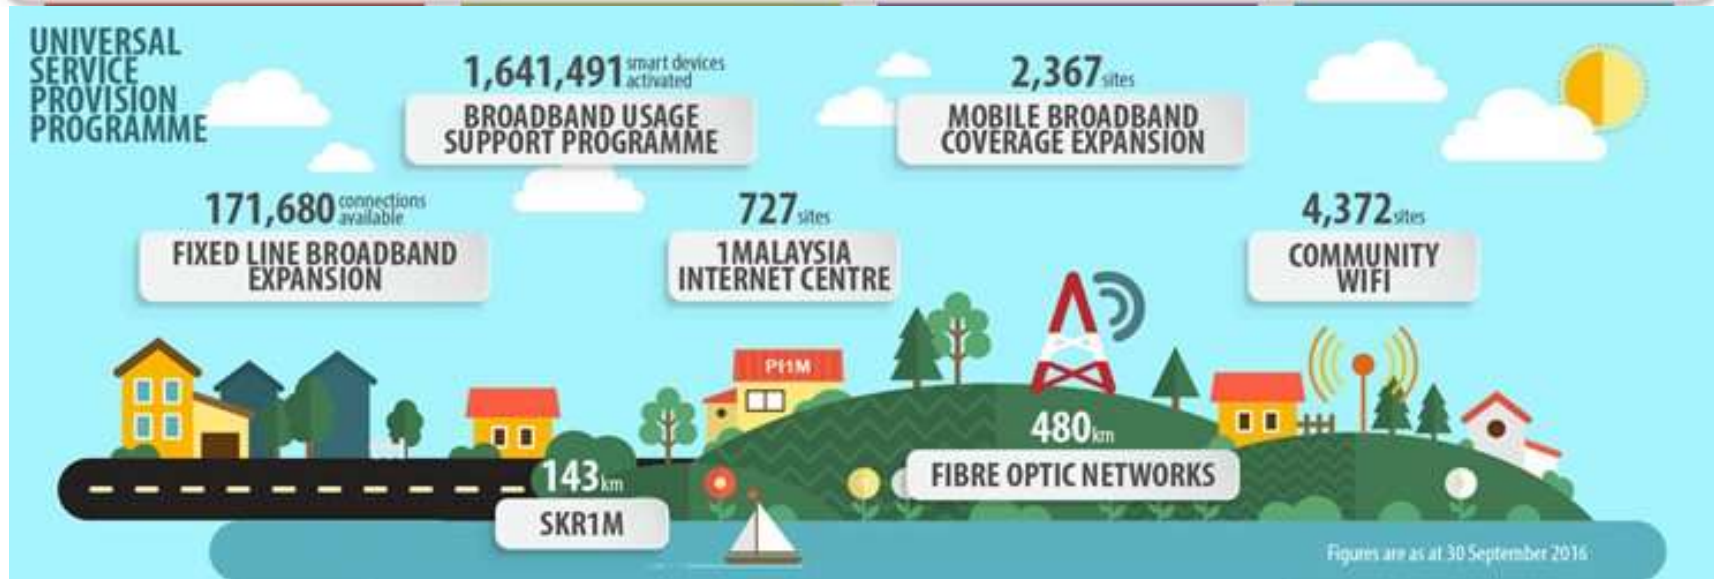 UNIVERSAL
SERVICE
PROVISION
PROGRAMME
1,641,491 smart devices
activated
BROADBAND USAGE
SUPPORT PROGRAMME
2,367 sites
MOBILE BROADBAND
COVERAGE EXPANSION
171,680 connections
available
FIXED LINE BROADBAND
EXPANSION
727 sites
1MALAYSIA
INTERNET CENTRE
4,372 sites
COMMUNITY
WIFI
PI1M
480km
FIBRE OPTIC NETWORKS
143km
SKR1M
Figures are as at 30 September 2016